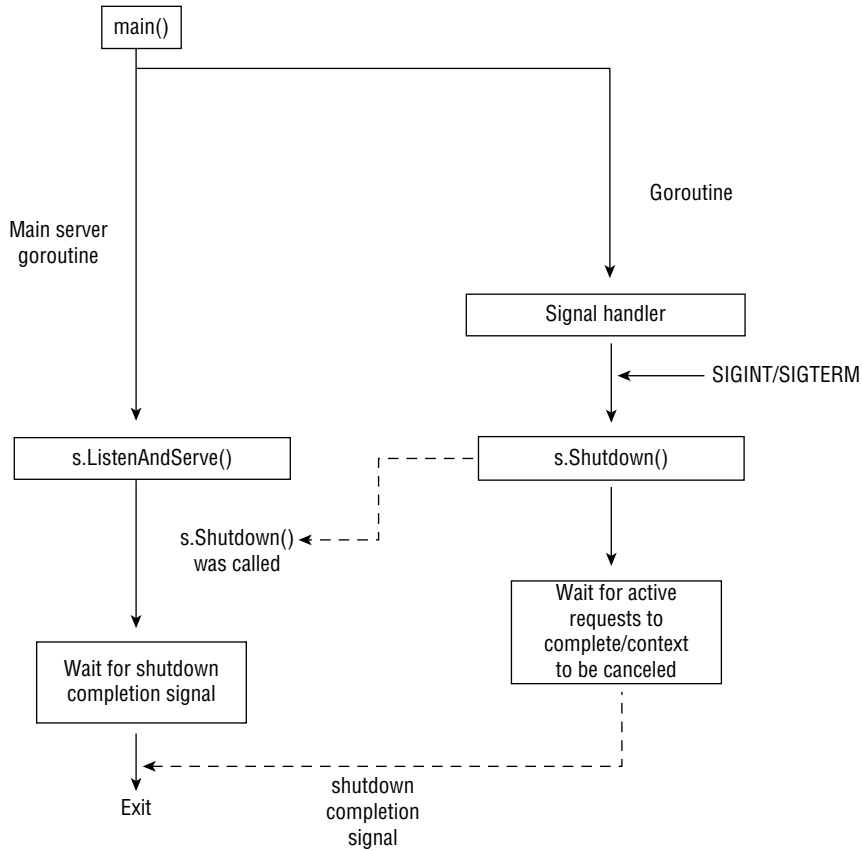 main()
Goroutine
Main server
goroutine
Signal handler
SIGINT/SIGTERM
s.ListenAndServe()
s.Shutdown()
s.Shutdown()
was called
Wait for active
requests to
complete/context
to be canceled
Wait for shutdown
completion signal
Exit
shutdown
completion
signal